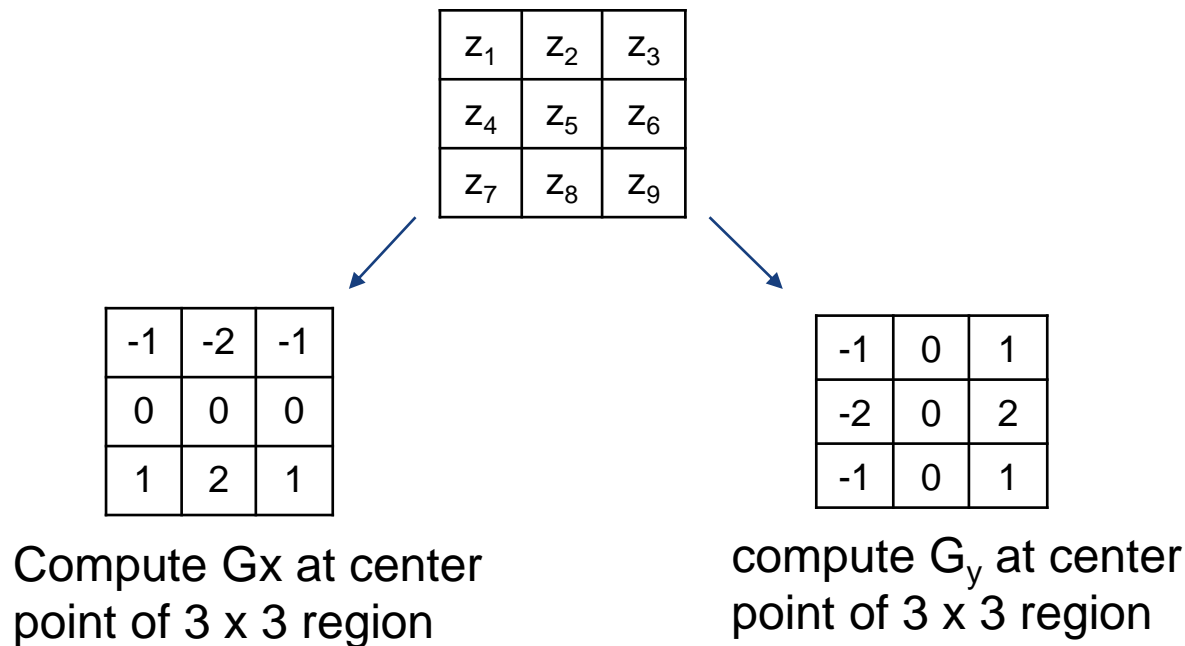 z₁ z₂ z₃
z₄ z₅ z₆
z₇ z₈ z₉
-1 -2 -1
0 0 0
1 2 1
Compute Gx at center
point of 3 x 3 region
-1 0 1
-2 0 2
-1 0 1
compute Gᵧ at center
point of 3 x 3 region